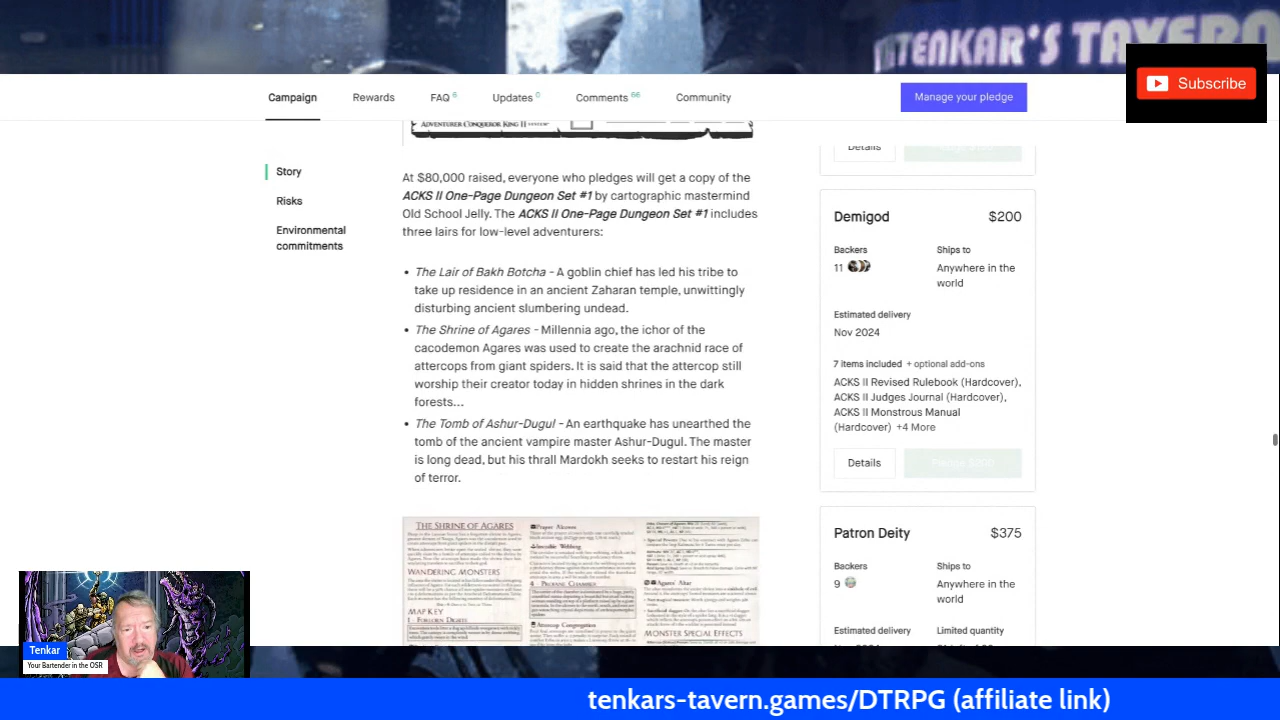 TENKAR'S TAVERN
Subscribe
Campaign Rewards FAQ 6 Updates 0 Comments 66 Community
Manage your pledge
ADVENTURER CONQUEROR KING II SYSTEM
Story
Risks
Environmental
commitments
At $80,000 raised, everyone who pledges will get a copy of the
ACKS II One-Page Dungeon Set #1 by cartographic mastermind
Old School Jelly. The ACKS II One-Page Dungeon Set #1 includes
three lairs for low-level adventurers:
• The Lair of Bakh Botcha - A goblin chief has led his tribe to
take up residence in an ancient Zaharan temple, unwittingly
disturbing ancient slumbering undead.
• The Shrine of Agares - Millennia ago, the ichor of the
cacodemon Agares was used to create the arachnid race of
attercops from giant spiders. It is said that the attercop still
worship their creator today in hidden shrines in the dark
forests...
• The Tomb of Ashur-Dugul - An earthquake has unearthed the
tomb of the ancient vampire master Ashur-Dugul. The master
is long dead, but his thrall Mardokh seeks to restart his reign
of terror.
THE SHRINE OF AGARES
WANDERING MONSTERS
MAP KEY
MONSTER SPECIAL EFFECTS
Details
Demigod $200
Backers Ships to
11 Anywhere in the
world
Estimated delivery
Nov 2024
7 items included + optional add-ons
ACKS II Revised Rulebook (Hardcover),
ACKS II Judges Journal (Hardcover),
ACKS II Monstrous Manual
(Hardcover) +4 More
Details Pledge $200
Patron Deity $375
Backers Ships to
9 Anywhere in the
world
Estimated delivery Limited quantity
Tenkar
Your Bartender in the OSR
tenkars-tavern.games/DTRPG (affiliate link)